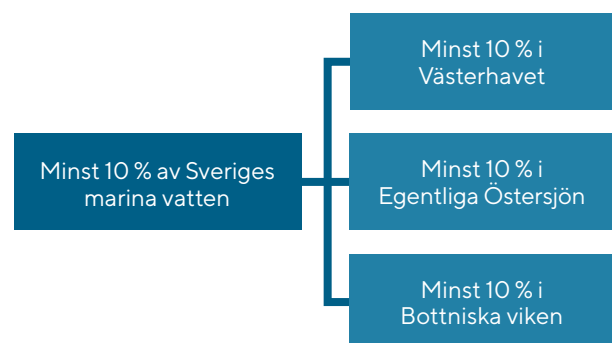 Minst 10 % i
Västerhavet
Minst 10 % av Sveriges
marina vatten
Minst 10 % i
Egentliga Östersjön
Minst 10 % i
Bottniska viken